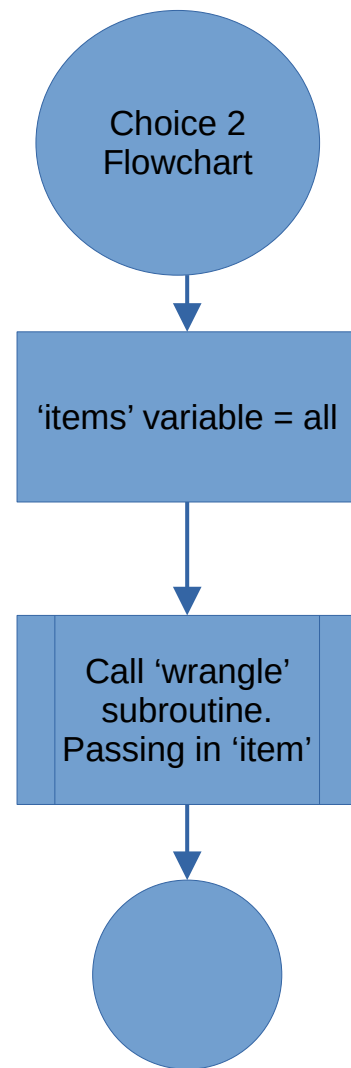 Choice 2
Flowchart
‘items’ variable = all
Call ‘wrangle’
subroutine.
Passing in ‘item’